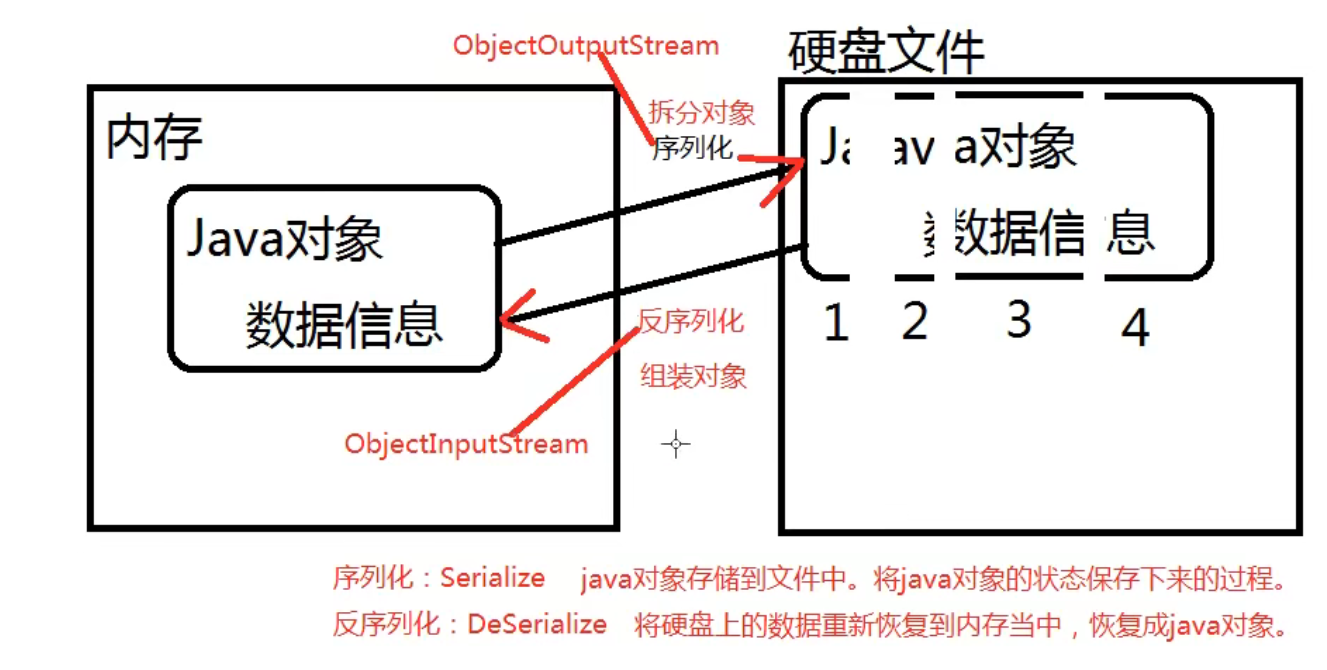 ObjectOutputStream
硬盘文件
内存
拆分对象
序列化
Java对象
数据信息
Ja av a对象
数 数据信 息
1 2 3 4
反序列化
组装对象
ObjectInputStream
序列化：Serialize java对象存储到文件中。将java对象的状态保存下来的过程。
反序列化：DeSerialize 将硬盘上的数据重新恢复到内存当中，恢复成java对象。